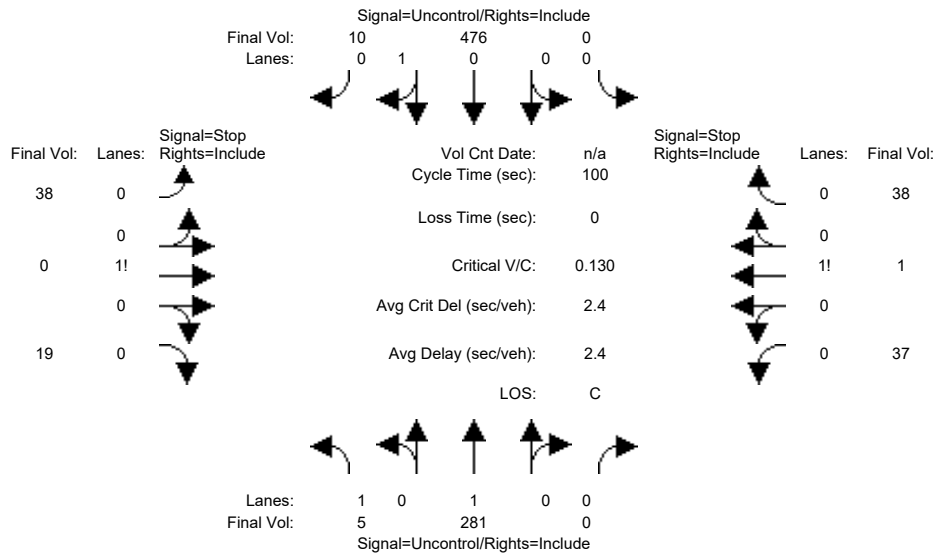 Signal=Uncontrol/Rights=Include
Final Vol: 10 476 0
Lanes: 0 1 0 0 0
Signal=Stop Signal=Stop
Final Vol: Lanes: Rights=Include Vol Cnt Date: n/a Rights=Include Lanes: Final Vol:
Cycle Time (sec): 100
38 0 0 38
Loss Time (sec): 0
0 0
0 1! Critical V/C: 0.130 1! 1
0 Avg Crit Del (sec/veh): 2.4 0
19 0 Avg Delay (sec/veh): 2.4 0 37
LOS: C
Lanes: 1 0 1 0 0
Final Vol: 5 281 0
Signal=Uncontrol/Rights=Include